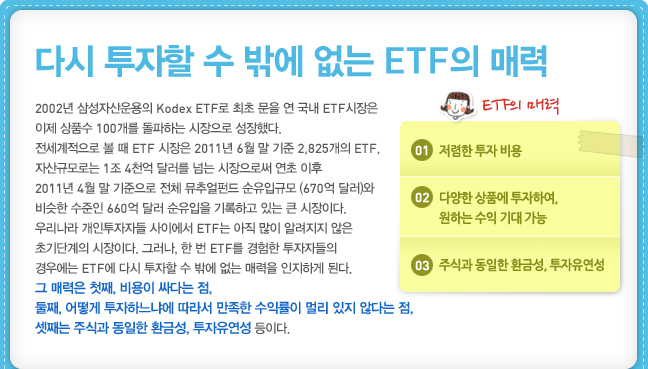 다시 투자할 수 밖에 없는 ETF의 매력
2002년 삼성자산운용의 Kodex ETF로 최초 문을 연 국내 ETF시장은
이제 상품수 100개를 돌파하는 시장으로 성장했다.
전세계적으로 볼 때 ETF 시장은 2011년 6월 말 기준 2,825개의 ETF,
자산규모로는 1조 4천억 달러를 넘는 시장으로써 연초 이후
2011년 4월 말 기준으로 전체 뮤추얼펀드 순유입규모 (670억 달러)와
비슷한 수준인 660억 달러 순유입을 기록하고 있는 큰 시장이다.
우리나라 개인투자자들 사이에서 ETF는 아직 많이 알려지지 않은
초기단계의 시장이다. 그러나, 한 번 ETF를 경험한 투자자들의
경우에는 ETF에 다시 투자할 수 밖에 없는 매력을 인지하게 된다.
그 매력은 첫째, 비용이 싸다는 점,
둘째, 어떻게 투자하느냐에 따라서 만족한 수익률이 멀리 있지 않다는 점,
셋째는 주식과 동일한 환금성, 투자유연성 등이다.
ETF의 매력
01 저렴한 투자 비용
02 다양한 상품에 투자하여,
원하는 수익 기대 가능
03 주식과 동일한 환금성, 투자유연성